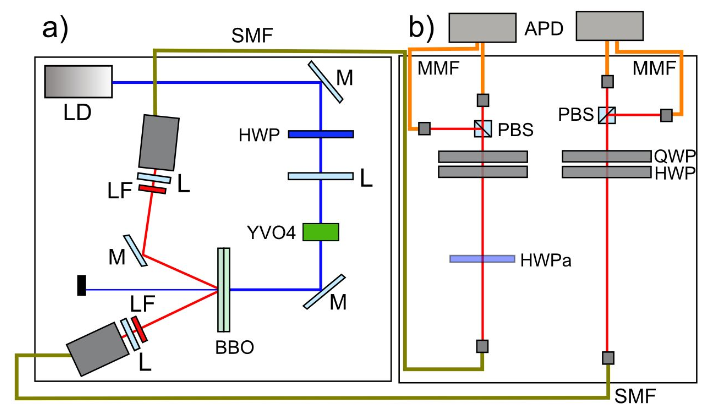 a)
SMF
b)
APD
LD
M
MMF
MMF
HWP
PBS
PBS
L
LF
L
QWP
HWP
YVO4
M
HWPa
LF
M
L
BBO
SMF